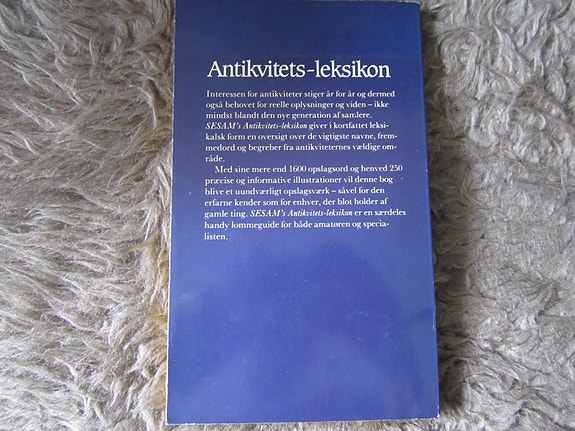 Antikvitets-leksikon
Interessen for antikviteter stiger år for år og dermed
også behovet for reelle oplysninger og viden – ikke
mindst blandt den nye generation af samlere.
SESAM's Antikvitets-leksikon giver i kortfattet leksi-
kalsk form en oversigt over de vigtigste navne, frem-
medord og begreber fra antikviteternes vældige om-
råde.
Med sine mere end 1600 opslagsord og henved 250
præcise og informative illustrationer vil denne bog
blive et uundværligt opslagsværk – såvel for den
erfarne kender som for enhver, der blot holder af
gamle ting. SESAM's Antikvitets-leksikon er en særdeles
handy lommeguide for både amatøren og specia-
listen.